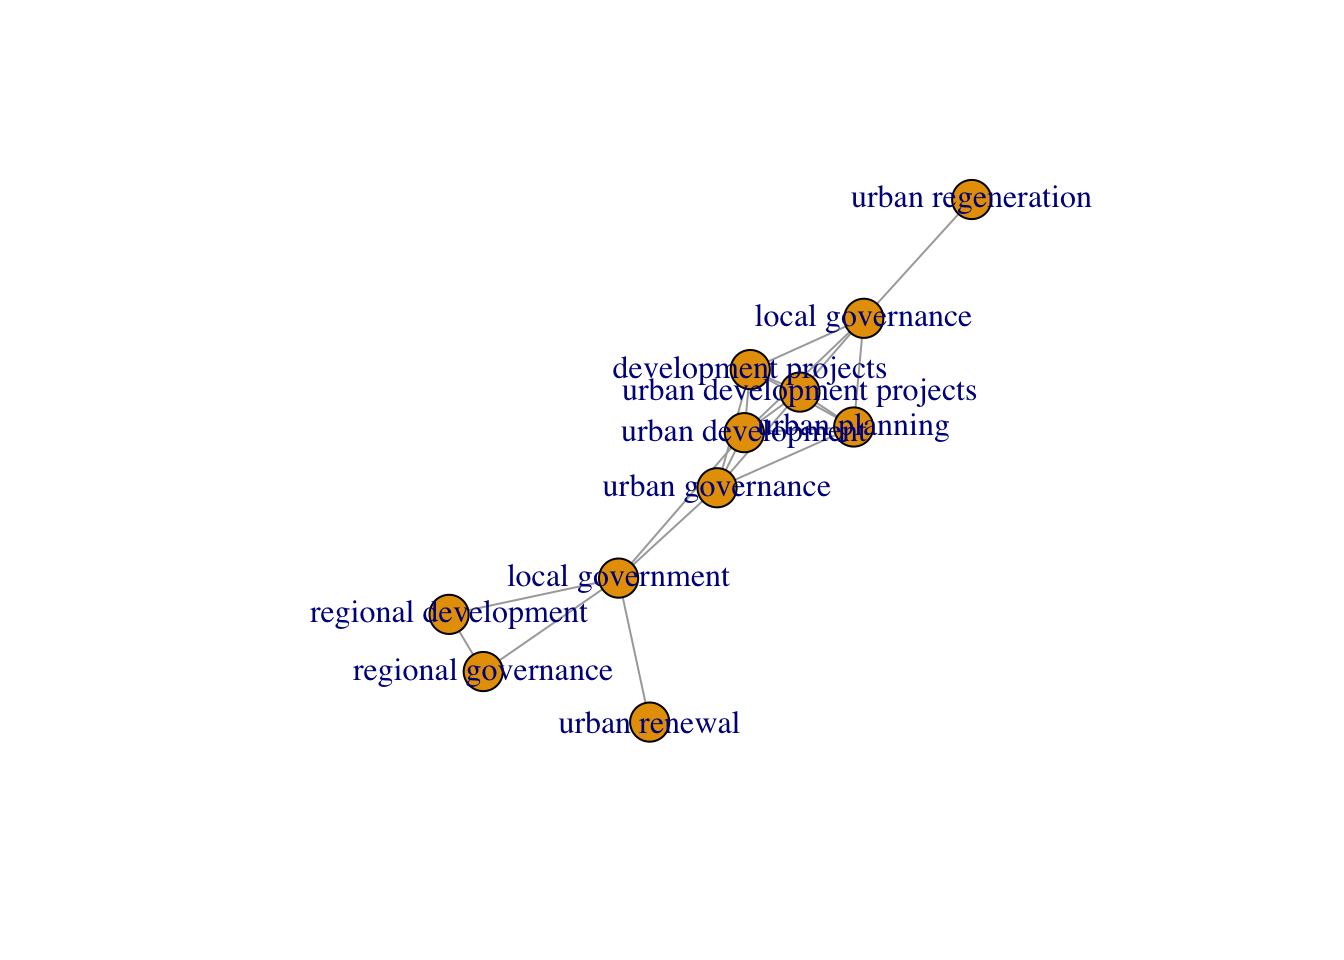 urban regeneration
local governance
development projects
urban development projects
urban planning
urban development
urban governance
local government
regional development
regional governance
urban renewal